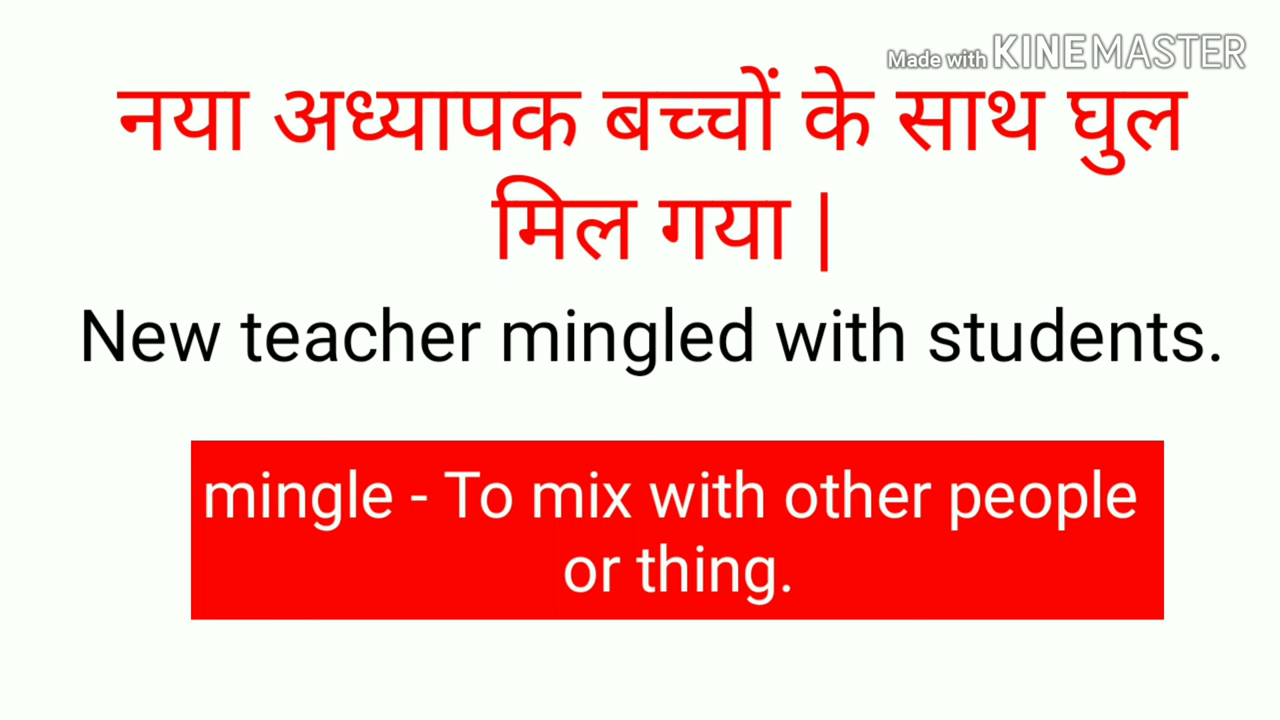 Made with KINEMASTER
नया अध्यापक बच्चों के साथ घुल
मिल गया |
New teacher mingled with students.
mingle - To mix with other people
or thing.